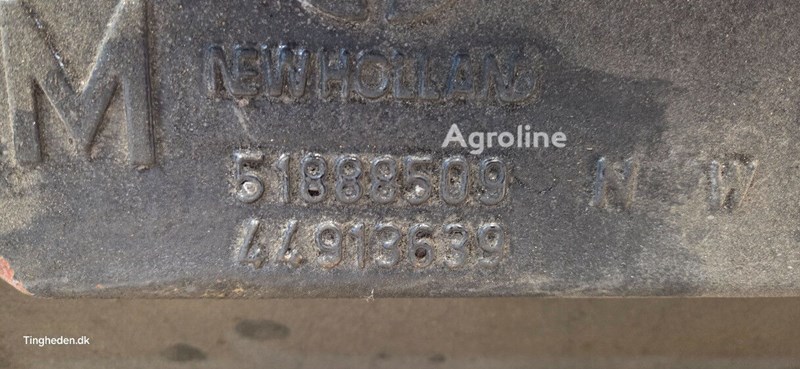 M
NEW HOLLAND
Agroline
51888509 N W
44913639
Tingheden.dk